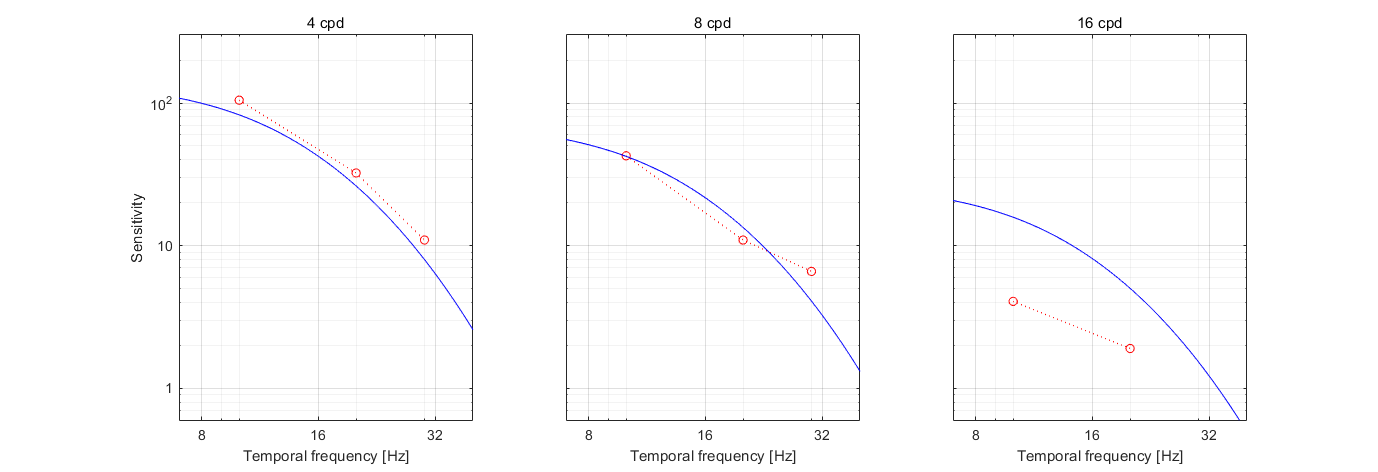 4 cpd
8 cpd
16 cpd
Sensitivity
10²
10
1
8
16
32
8
16
32
8
16
32
Temporal frequency [Hz]
Temporal frequency [Hz]
Temporal frequency [Hz]